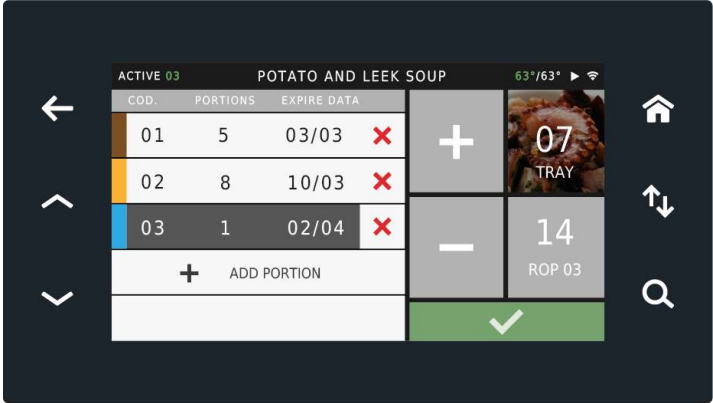 ACTIVE 03 POTATO AND LEEK SOUP 63°/63°
COD. PORTIONS EXPIRE DATA
01 5 03/03
02 8 10/03
03 1 02/04
ADD PORTION
07
TRAY
14
ROP 03